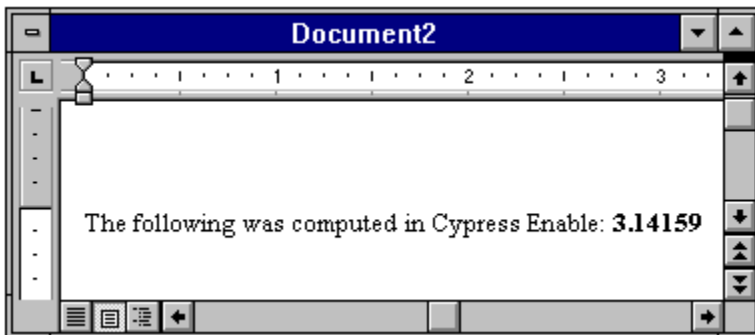 Document2
L 1 2 3
The following was computed in Cypress Enable: 3.14159